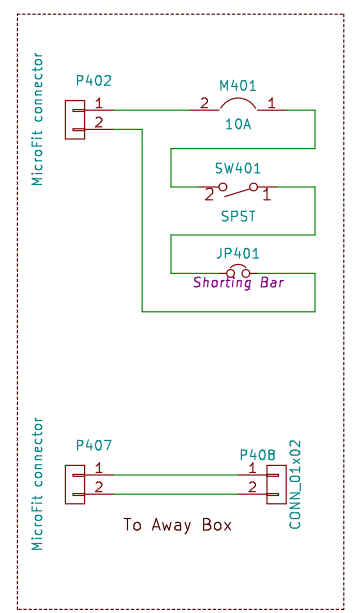 P402
M401
MicroFit connector
1
2
2
1
10A
SW401
2
1
SPST
JP401
Shorting Bar
P407
P408
MicroFit connector
1
2
1
2
CONN_01x02
To Away Box